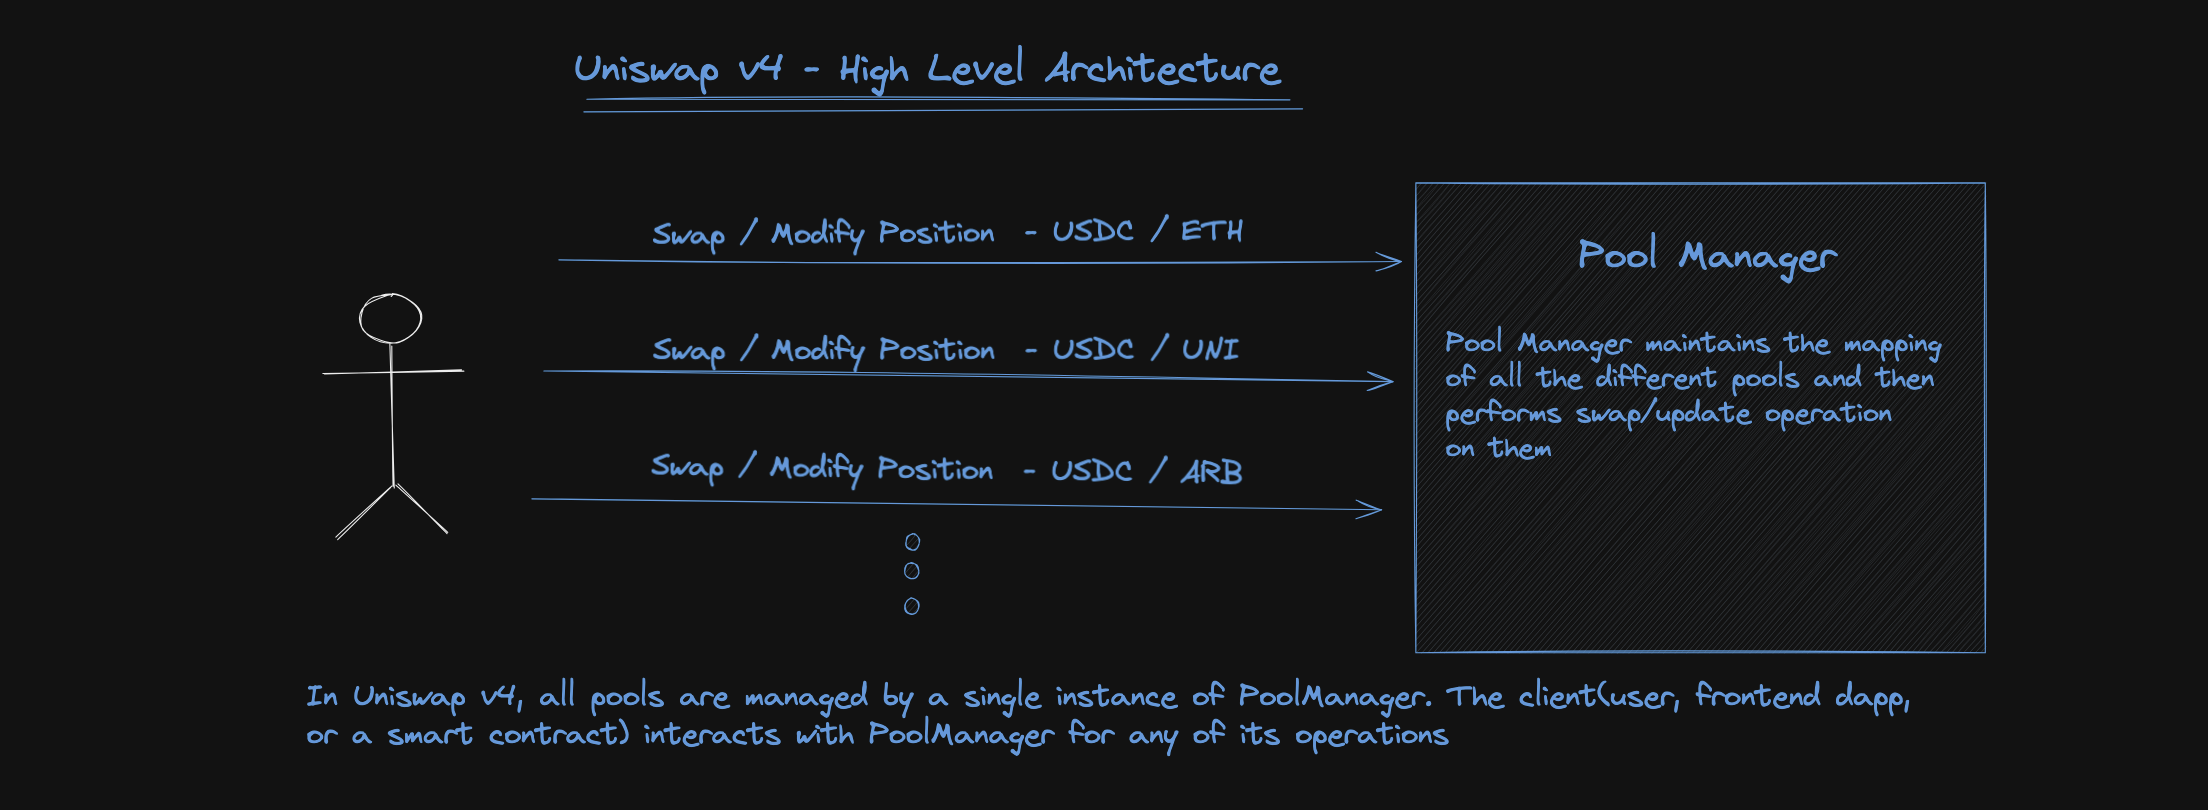 Uniswap v4 - High Level Architecture
Swap / Modify Position - USDC / ETH
Swap / Modify Position - USDC / UNI
Swap / Modify Position - USDC / ARB
Pool Manager
Pool Manager maintains the mapping
of all the different pools and then
performs swap/update operation
on them
In Uniswap v4, all pools are managed by a single instance of PoolManager. The client(user, frontend dapp,
or a smart contract) interacts with PoolManager for any of its operations